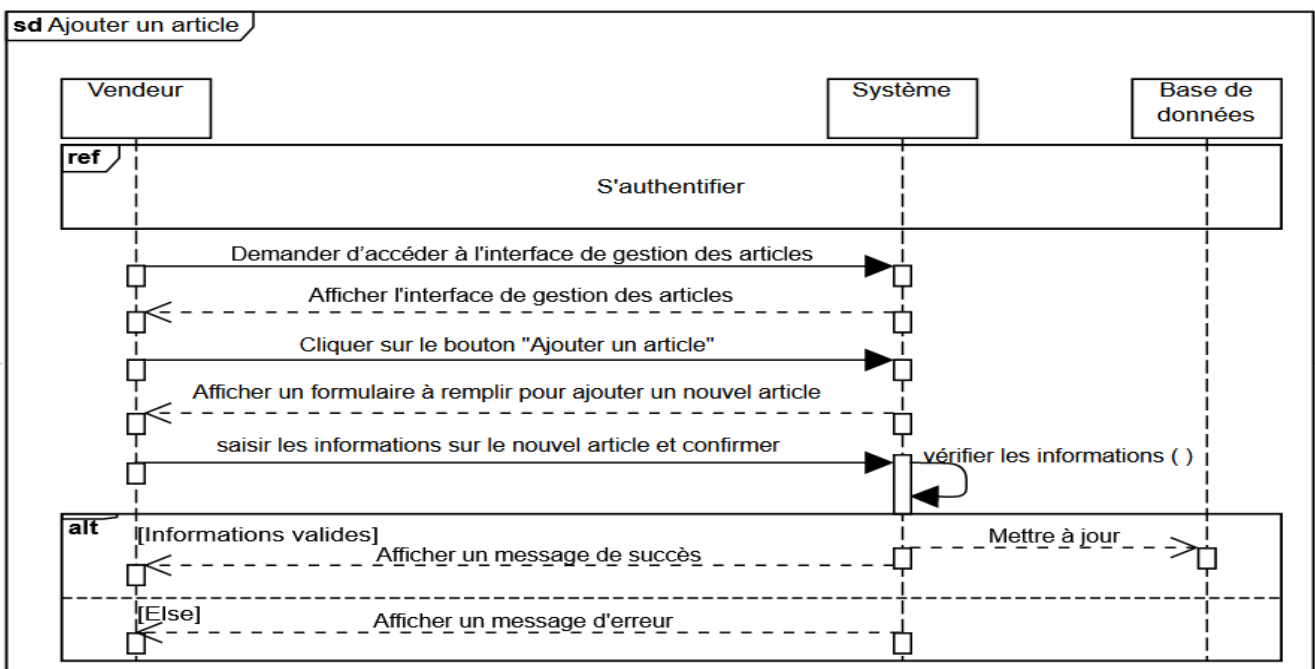 sd Ajouter un article
Vendeur
Système
Base de
données
ref
S'authentifier
Demander d’accéder à l'interface de gestion des articles
Afficher l'interface de gestion des articles
Cliquer sur le bouton "Ajouter un article"
Afficher un formulaire à remplir pour ajouter un nouvel article
saisir les informations sur le nouvel article et confirmer
vérifier les informations ( )
alt
[Informations valides]
Mettre à jour
Afficher un message de succès
[Else]
Afficher un message d'erreur